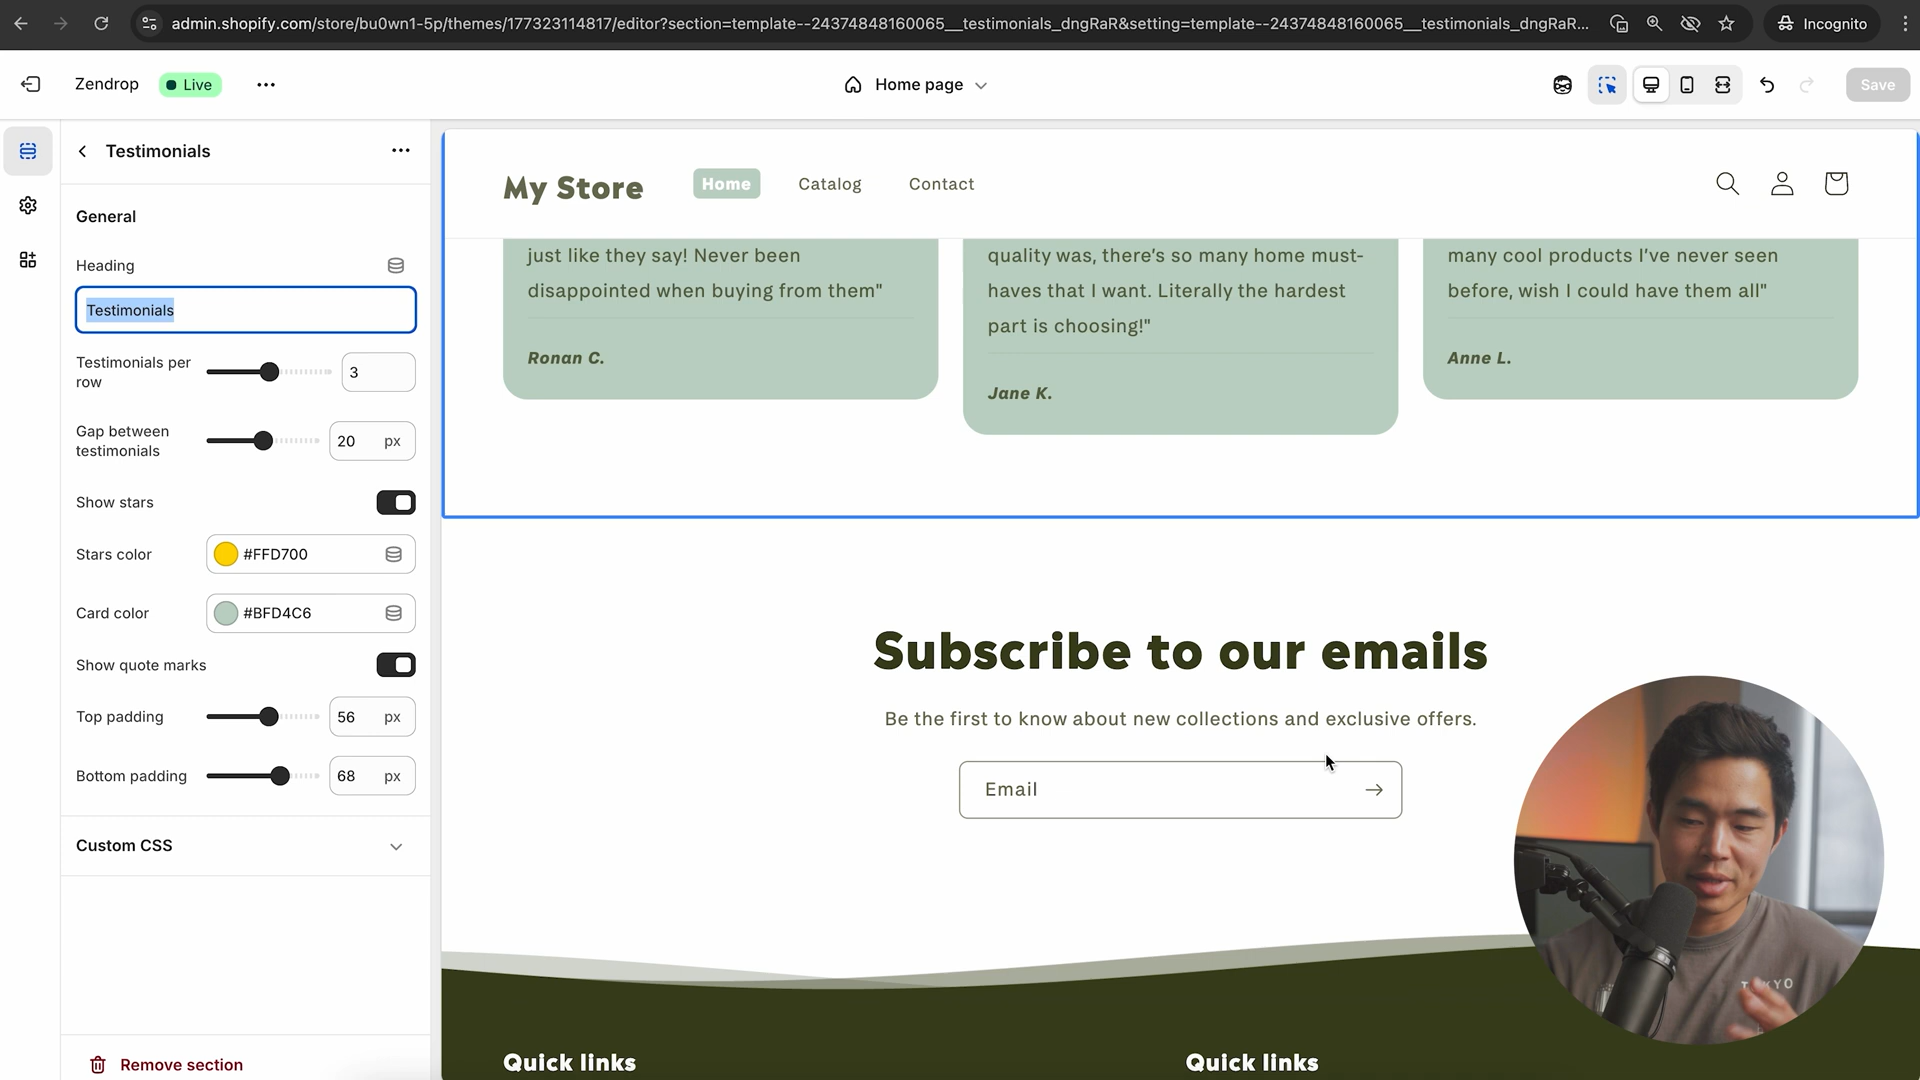 admin.shopify.com/store/bu0wn1-5p/themes/177323114817/editor?section=template--24374848160065__testimonials_dngRaR&setting=template--24374848160065__testimonials_dngRaR...
Incognito
Zendrop
Live
Home page
Save
Testimonials
General
Heading
Testimonials
Testimonials per
row
3
Gap between
testimonials
20 px
Show stars
Stars color
#FFD700
Card color
#BFD4C6
Show quote marks
Top padding
56 px
Bottom padding
68 px
Custom CSS
Remove section
My Store
Home
Catalog
Contact
just like they say! Never been
disappointed when buying from them"
Ronan C.
quality was, there's so many home must-
haves that I want. Literally the hardest
part is choosing!"
Jane K.
many cool products I've never seen
before, wish I could have them all"
Anne L.
Subscribe to our emails
Be the first to know about new collections and exclusive offers.
Email
Quick links
Quick links